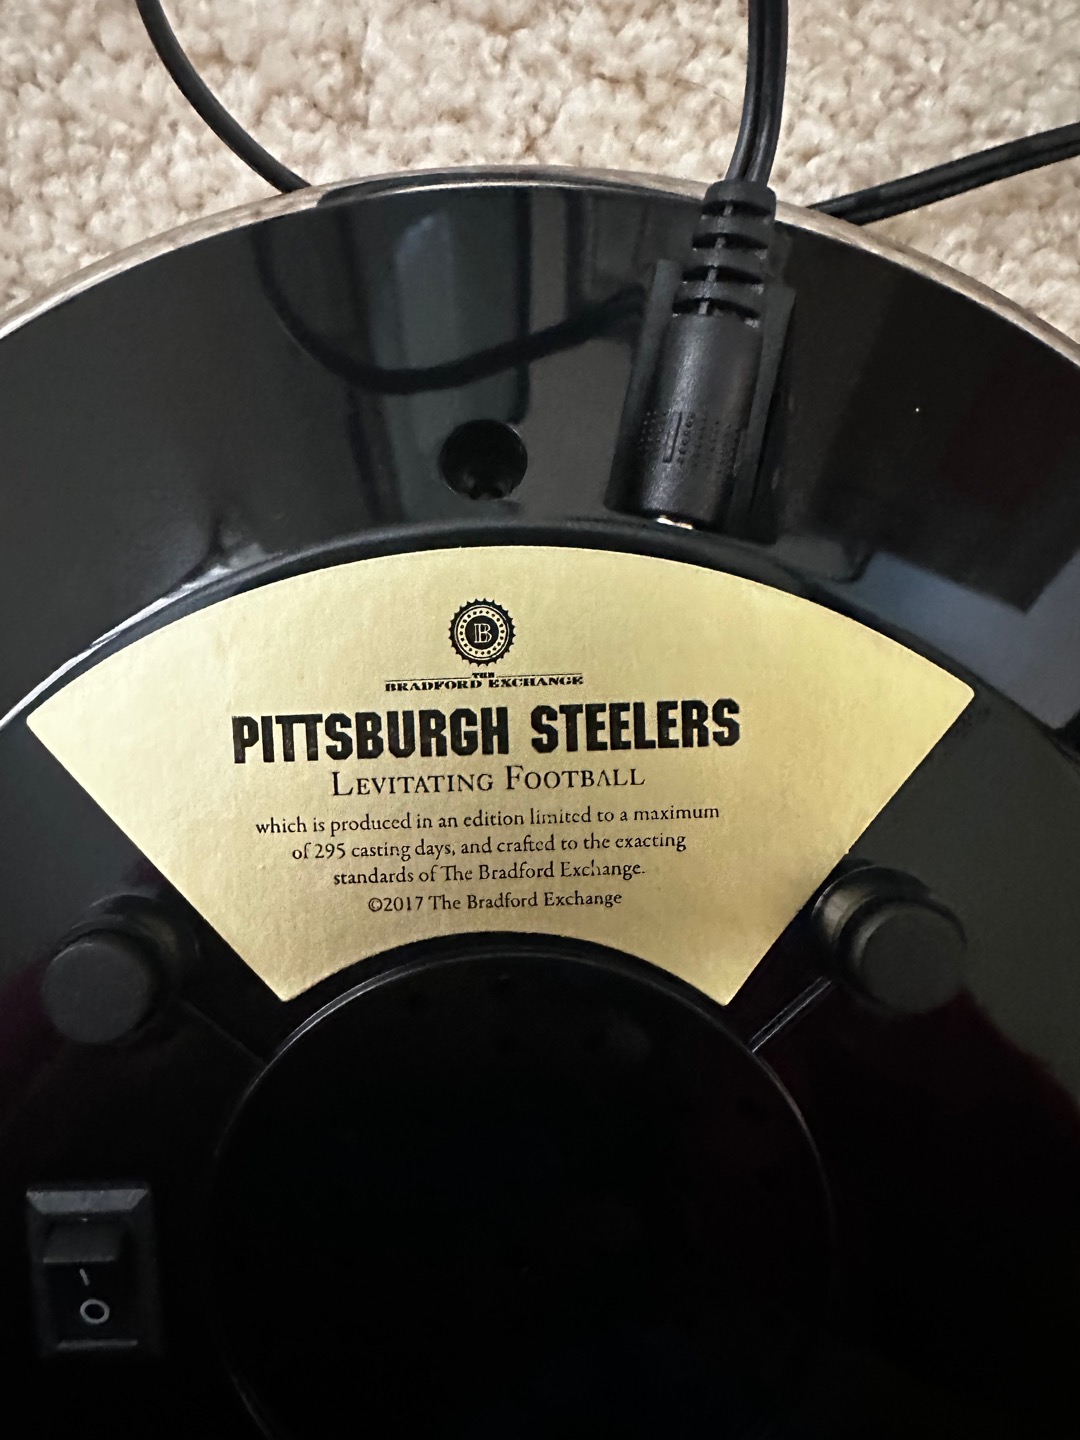 B
THE
BRADFORD EXCHANGE
PITTSBURGH STEELERS
LEVITATING FOOTBALL
which is produced in an edition limited to a maximum
of 295 casting days, and crafted to the exacting
standards of The Bradford Exchange.
©2017 The Bradford Exchange